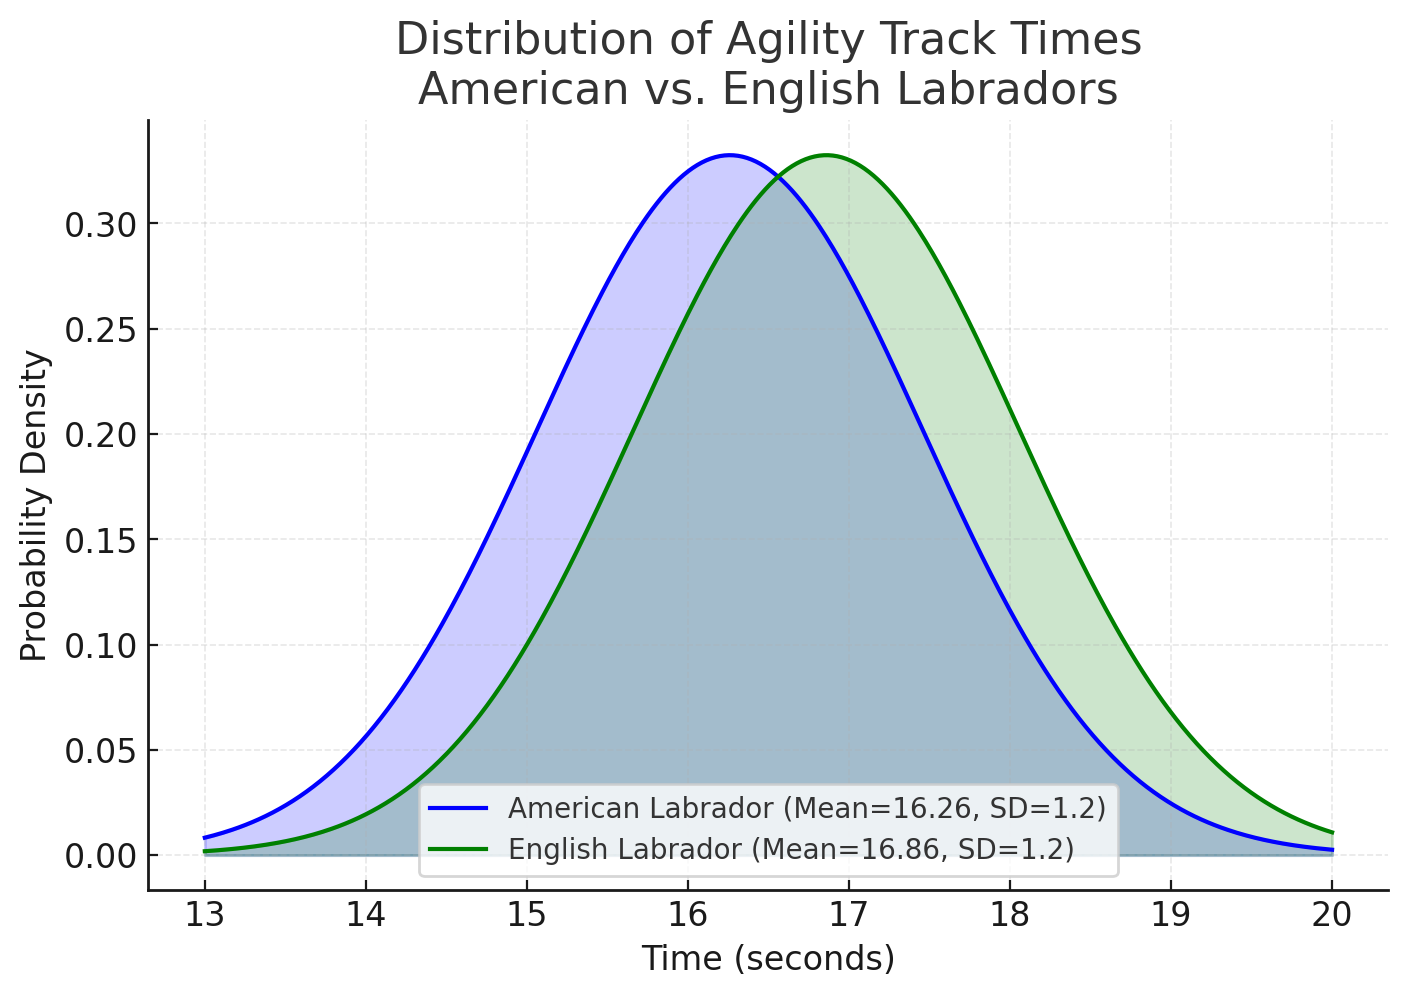 Distribution of Agility Track Times
American vs. English Labradors
Probability Density
0.30
0.25
0.20
0.15
0.10
0.05
0.00
American Labrador (Mean=16.26, SD=1.2)
English Labrador (Mean=16.86, SD=1.2)
13 14 15 16 17 18 19 20
Time (seconds)